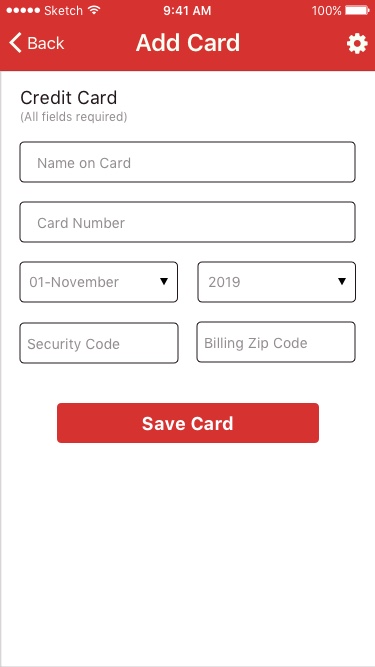 Sketch 9:41 AM 100%
Back Add Card
Credit Card
(All fields required)
Name on Card
Card Number
01-November 2019
Security Code Billing Zip Code
Save Card